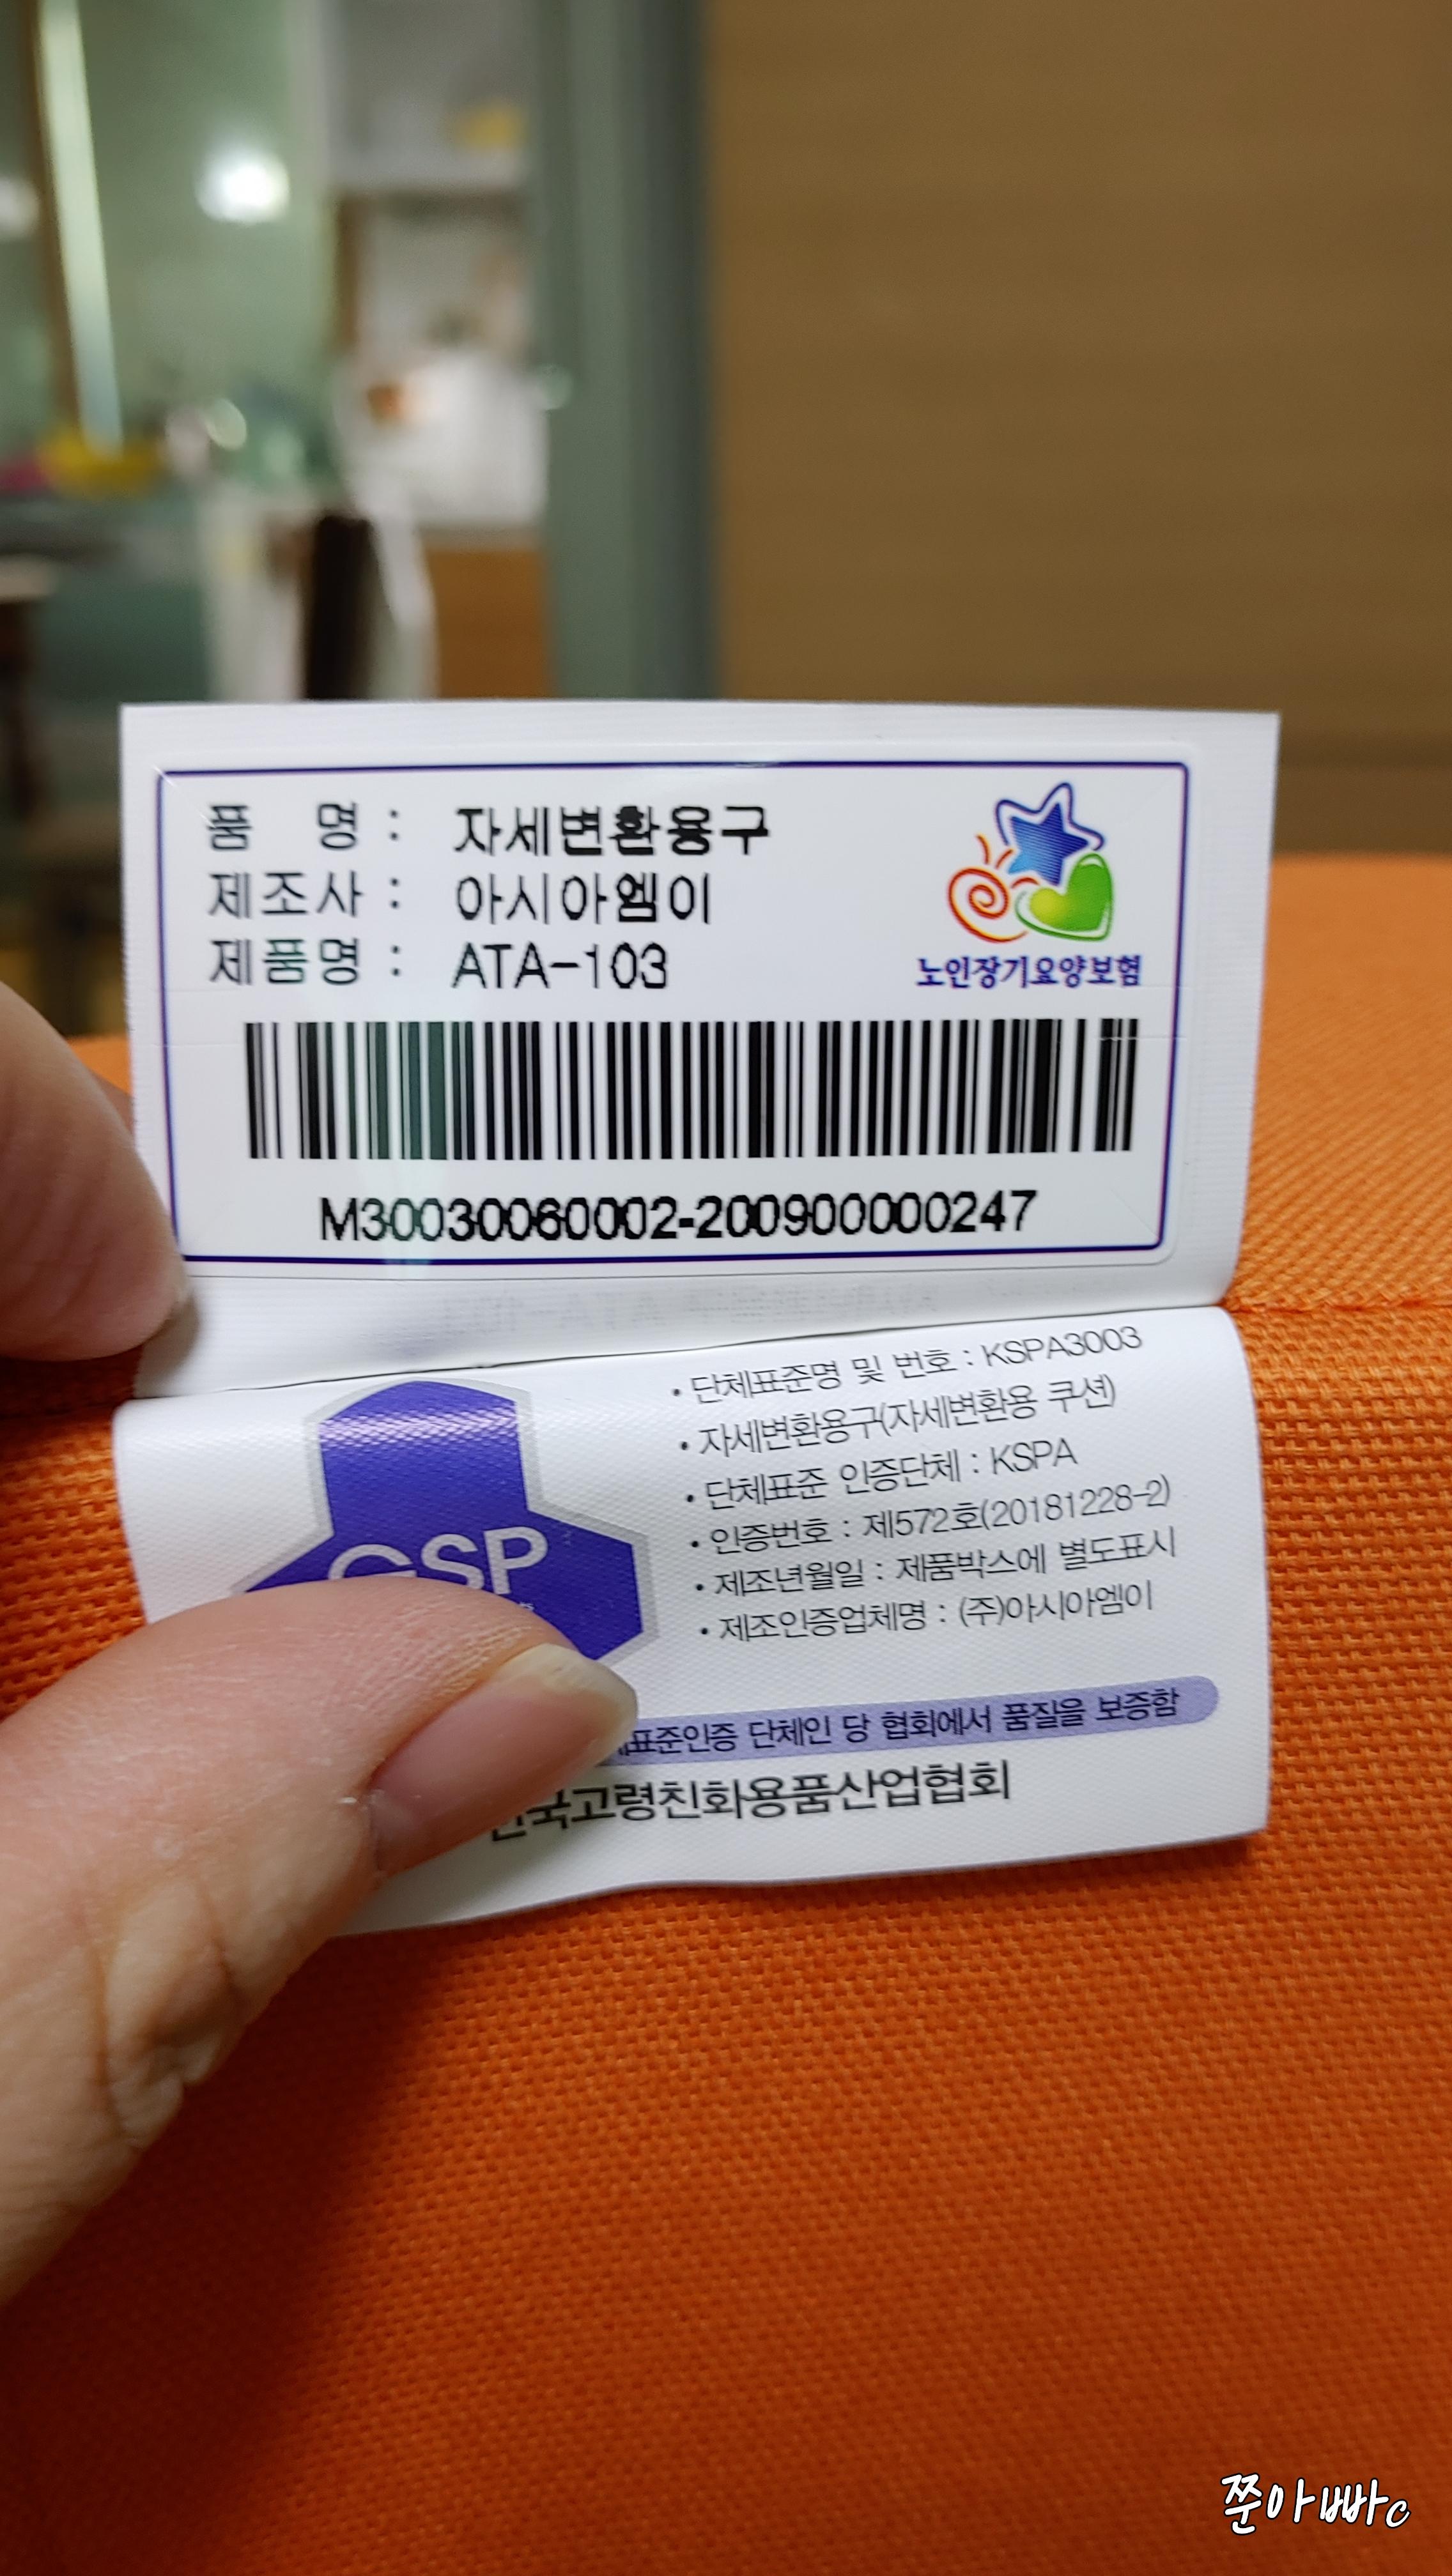 품 명 : 자세변환용구
제조사 : 아시아엠이
제품명 : ATA-103
노인장기요양보험
M30030060002-200900000247
• 단체표준명 및 번호 : KSPA3003
• 자세변환용구(자세변환용 쿠션)
• 단체표준 인증단체 : KSPA
• 인증번호 : 제572호(20181228-2)
• 제조년월일 : 제품박스에 별도표시
• 제조인증업체명 : (주)아시아엠이
GSP
표준인증 단체인 당 협회에서 품질을 보증함
국고령친화용품산업협회
쭌아빠c